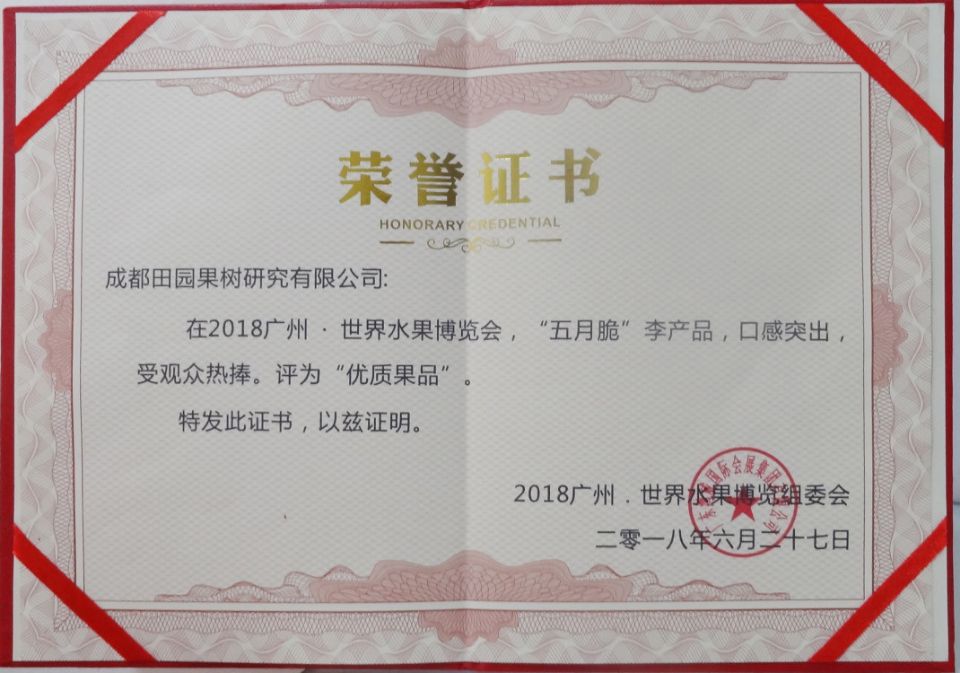 荣誉证书
HONORARY CREDENTIAL
成都田园果树研究有限公司:
在2018广州·世界水果博览会，“五月脆”李产品，口感突出，
受观众热捧。评为“优质果品”。
特发此证书，以兹证明。
2018广州．世界水果博览组委会
二零一八年六月二十七日